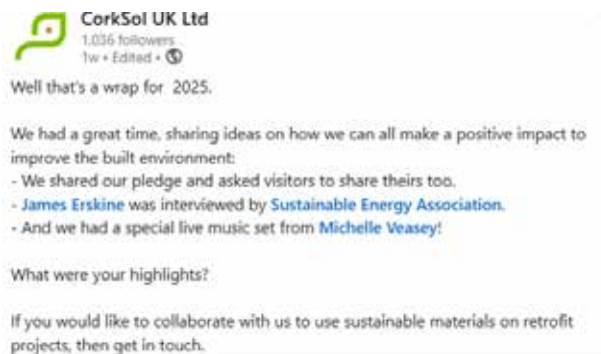 CorkSol UK Ltd
1,036 followers
1w • Edited •
Well that's a wrap for 2025.
We had a great time, sharing ideas on how we can all make a positive impact to
improve the built environment:
- We shared our pledge and asked visitors to share theirs too.
- James Erskine was interviewed by Sustainable Energy Association.
- And we had a special live music set from Michelle Veasey!
What were your highlights?
If you would like to collaborate with us to use sustainable materials on retrofit
projects, then get in touch.